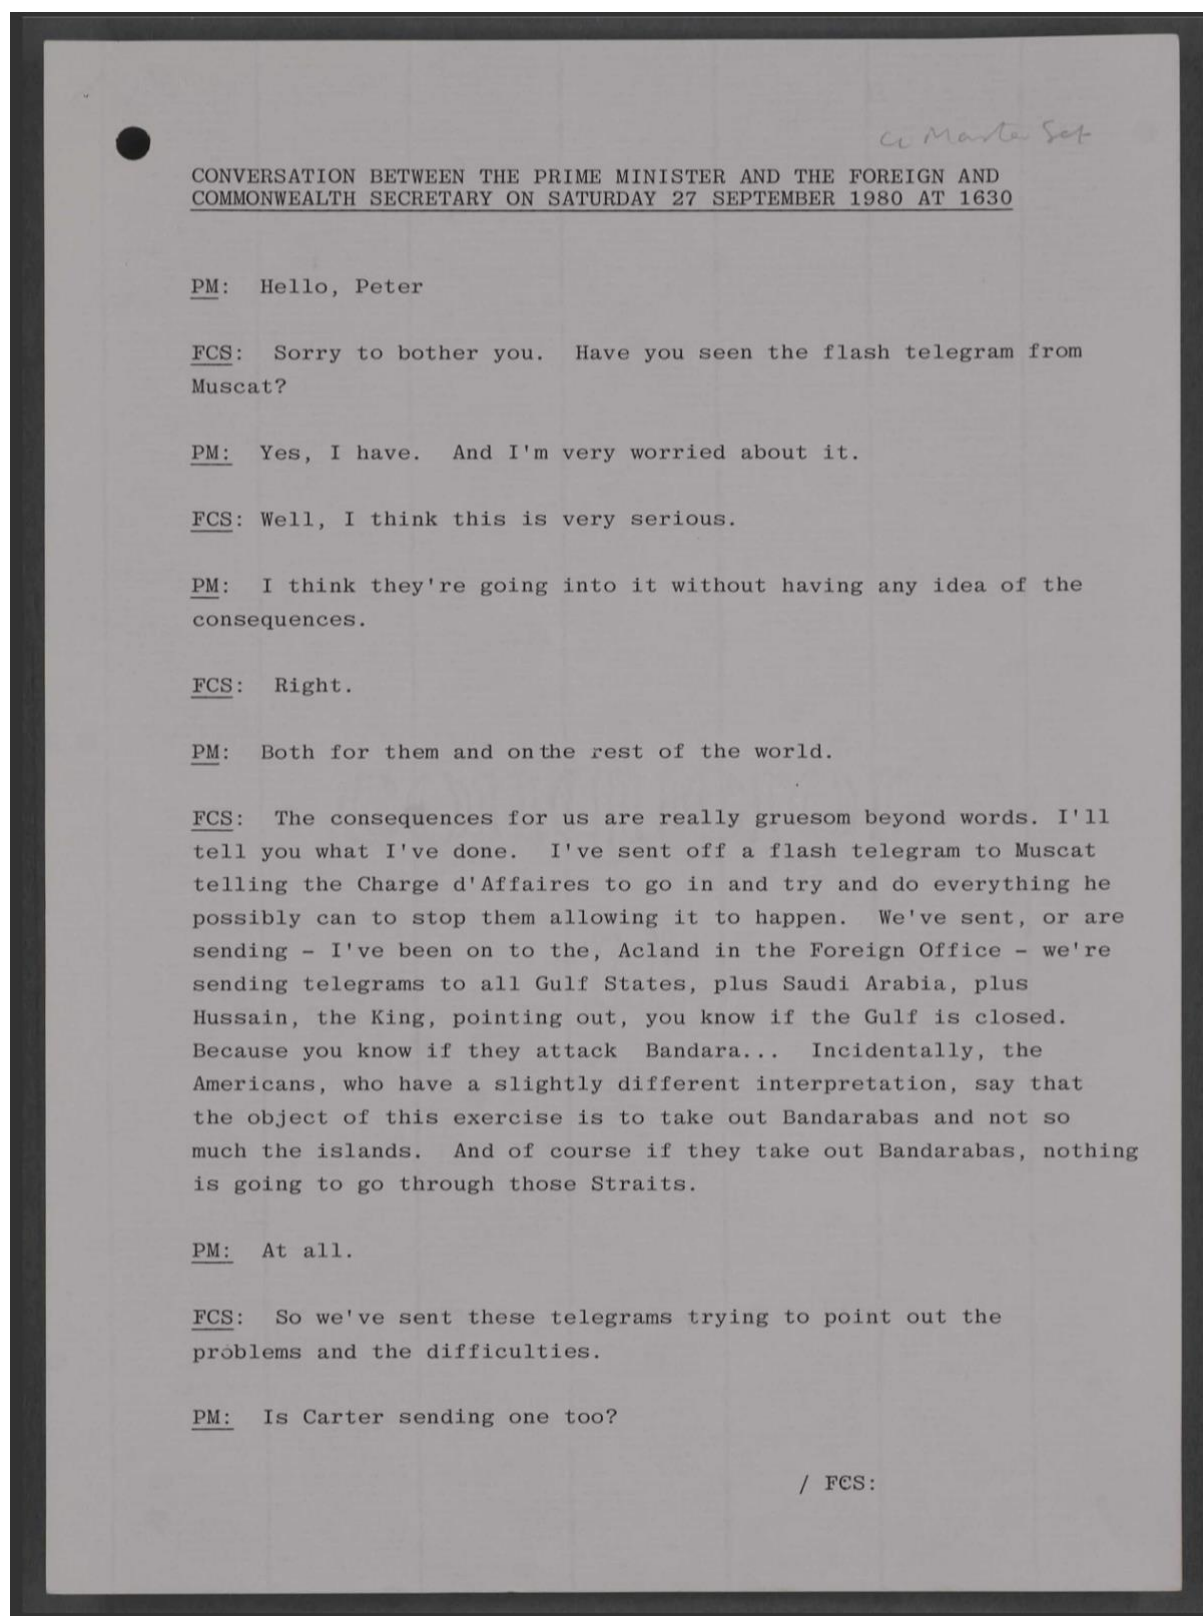 cc Master Set
CONVERSATION BETWEEN THE PRIME MINISTER AND THE FOREIGN AND
COMMONWEALTH SECRETARY ON SATURDAY 27 SEPTEMBER 1980 AT 1630
PM: Hello, Peter
FCS: Sorry to bother you. Have you seen the flash telegram from
Muscat?
PM: Yes, I have. And I'm very worried about it.
FCS: Well, I think this is very serious.
PM: I think they're going into it without having any idea of the
consequences.
FCS: Right.
PM: Both for them and on the rest of the world.
FCS: The consequences for us are really gruesom beyond words. I'll
tell you what I've done. I've sent off a flash telegram to Muscat
telling the Charge d'Affaires to go in and try and do everything he
possibly can to stop them allowing it to happen. We've sent, or are
sending - I've been on to the, Acland in the Foreign Office - we're
sending telegrams to all Gulf States, plus Saudi Arabia, plus
Hussain, the King, pointing out, you know if the Gulf is closed.
Because you know if they attack Bandara... Incidentally, the
Americans, who have a slightly different interpretation, say that
the object of this exercise is to take out Bandarabas and not so
much the islands. And of course if they take out Bandarabas, nothing
is going to go through those Straits.
PM: At all.
FCS: So we've sent these telegrams trying to point out the
problems and the difficulties.
PM: Is Carter sending one too?
/ FCS: